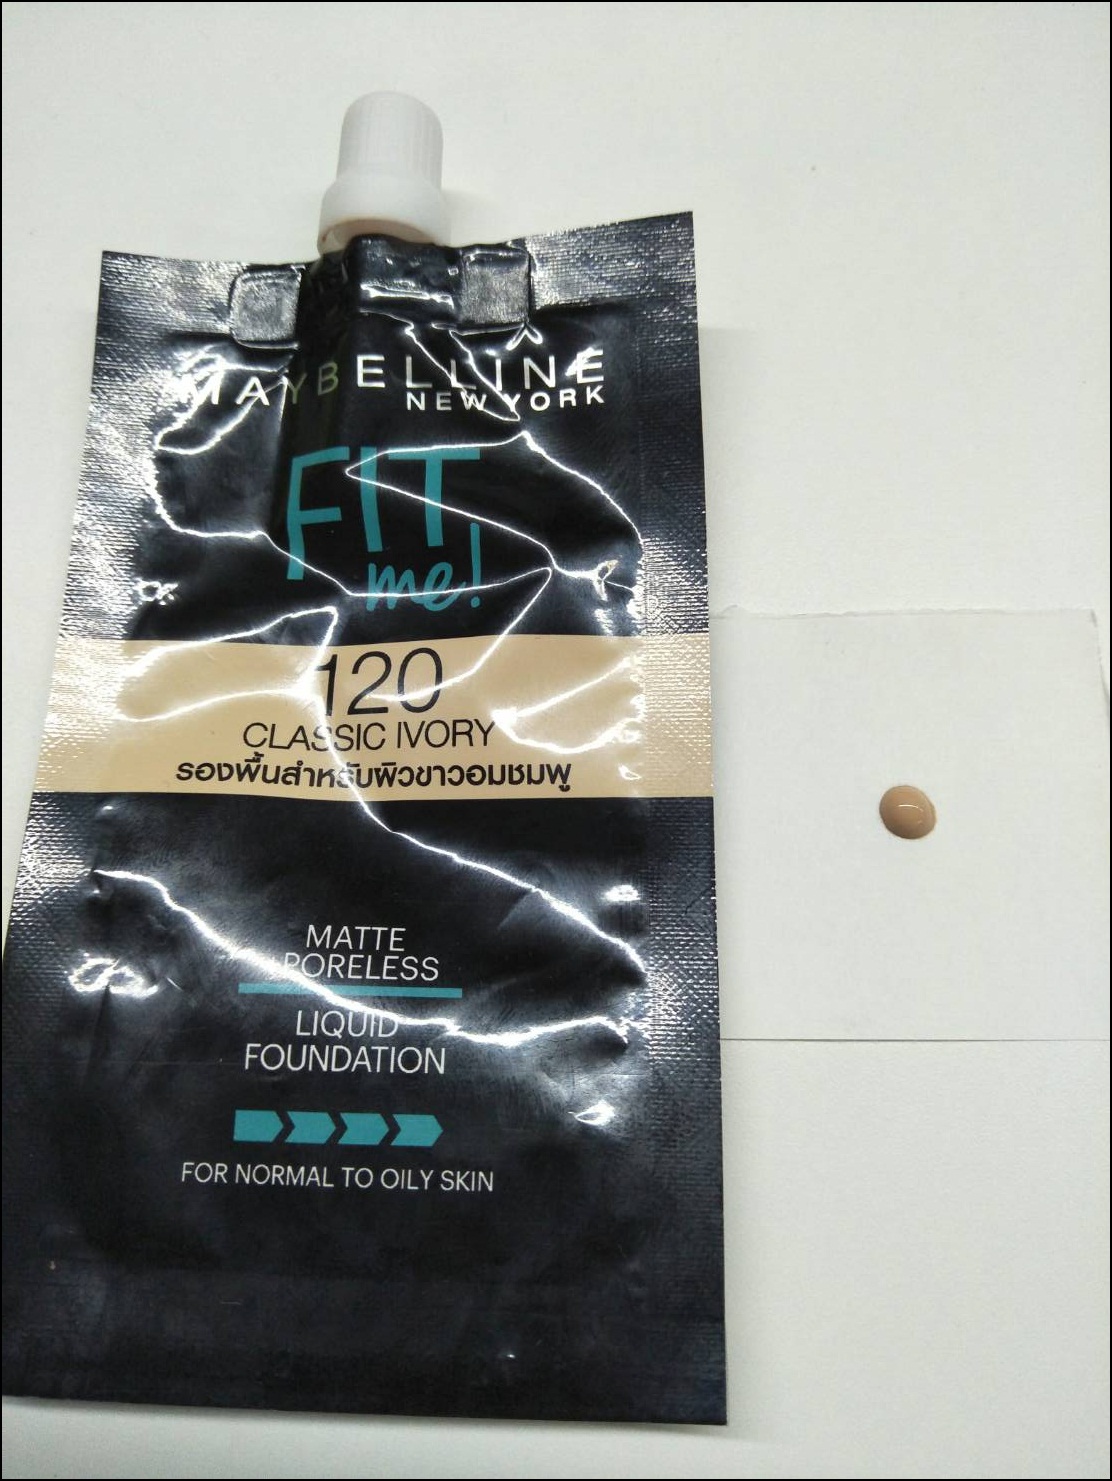 MAYBELLINE
NEW YORK
FIT
me!
120
CLASSIC IVORY
รองพื้นสำหรับผิวขาวอมชมพู
MATTE
+PORELESS
LIQUID
FOUNDATION
FOR NORMAL TO OILY SKIN